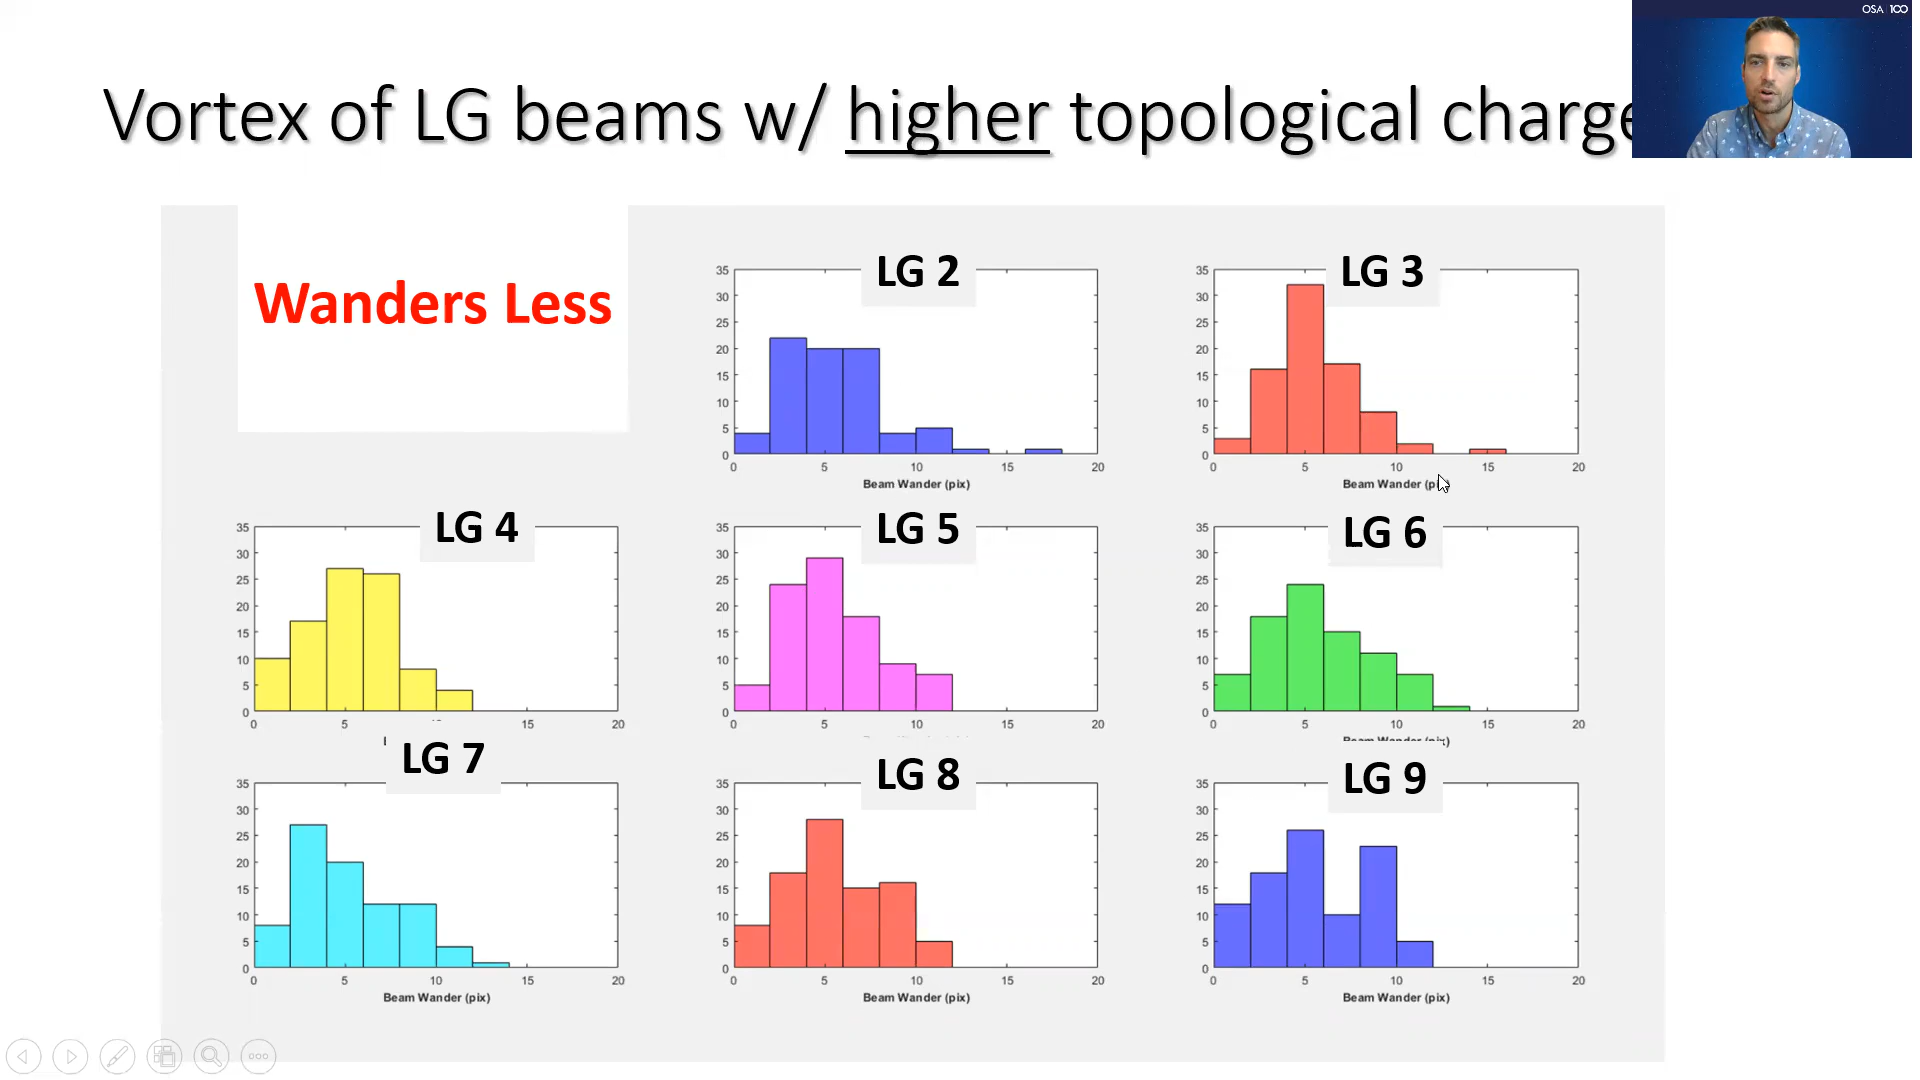 OSA 100
Vortex of LG beams w/ higher topological charge
Wanders Less
LG 2
35
30
25
20
15
10
5
0
0 5 10 15 20
Beam Wander (pix)
LG 3
35
30
25
20
15
10
5
0
0 5 10 15 20
Beam Wander (pix)
LG 4
35
30
25
20
15
10
5
0
0 5 15 20
LG 5
35
30
25
20
15
10
5
0
0 5 10 15 20
LG 6
35
30
25
20
15
10
5
0
0 5 10 15 20
Beam Wander (pix)
LG 7
35
30
25
20
15
10
5
0
0 5 10 15 20
Beam Wander (pix)
LG 8
35
30
25
20
15
10
5
0
0 5 10 15 20
Beam Wander (pix)
LG 9
35
30
25
20
15
10
5
0
0 5 10 15 20
Beam Wander (pix)